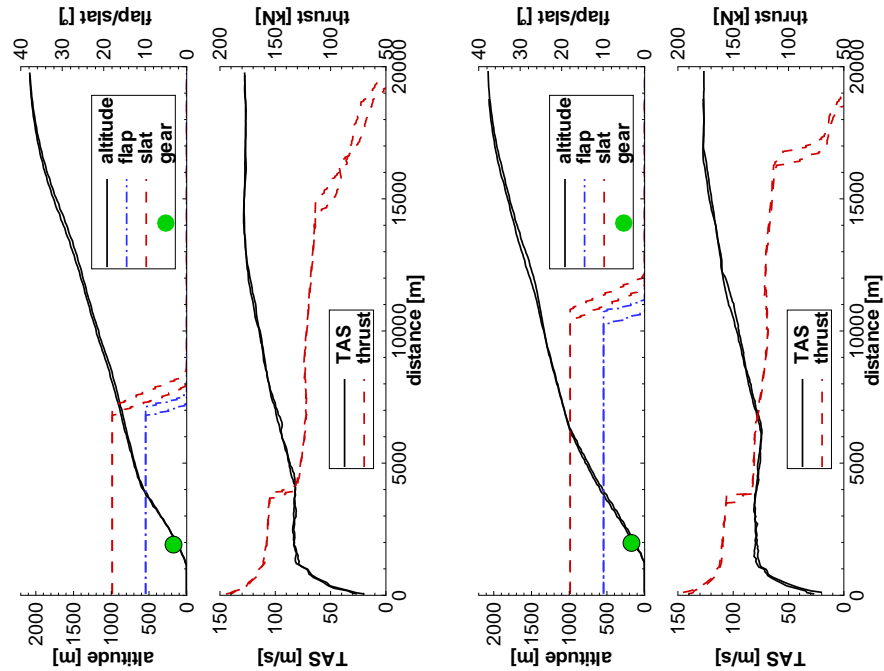 altitude [m]
2000
1500
1000
500
0
altitude
flap
slat
gear
flap/slat [°]
40
30
20
10
0
TAS [m/s]
150
100
50
0
TAS
thrust
thrust [kN]
200
150
100
50
0
5000
10000
15000
20000
distance [m]
altitude [m]
2000
1500
1000
500
0
altitude
flap
slat
gear
flap/slat [°]
40
30
20
10
0
TAS [m/s]
150
100
50
0
TAS
thrust
thrust [kN]
200
150
100
50
0
5000
10000
15000
20000
distance [m]